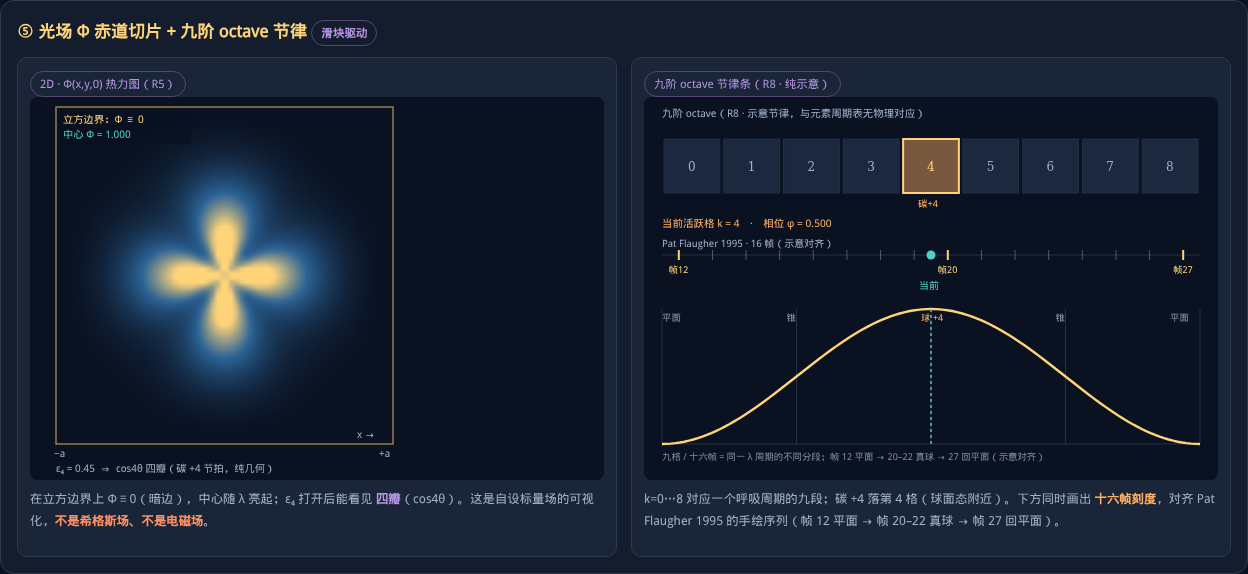 ⑤ 光场 Φ 赤道切片 + 九阶 octave 节律 滑块驱动
2D · Φ(x,y,0) 热力图（R5）
立方边界：Φ ≡ 0
中心 Φ = 1.000
x →
−a +a
ε₄ = 0.45 ⇒ cos4θ 四瓣（碳 +4 节拍，纯几何）
在立方边界上 Φ ≡ 0（暗边），中心随 λ 亮起；ε₄ 打开后能看见 四瓣（cos4θ）。这是自设标量场的可视
化，不是希格斯场、不是电磁场。
九阶 octave 节律条（R8 · 纯示意）
九阶 octave（R8 · 示意节律，与元素周期表无物理对应）
0 1 2 3 4 5 6 7 8
碳+4
当前活跃格 k = 4 · 相位 φ = 0.500
Pat Flaugher 1995 · 16 帧（示意对齐）
帧12 帧20 帧27
当前
平面 锥 球·+4 锥 平面
九格 / 十六帧 = 同一 λ 周期的不同分段；帧 12 平面 → 20–22 真球 → 27 回平面（示意对齐）
k=0…8 对应一个呼吸周期的九段；碳 +4 落第 4 格（球面态附近）。下方同时画出 十六帧刻度，对齐 Pat
Flaugher 1995 的手绘序列（帧 12 平面 → 帧 20–22 真球 → 帧 27 回平面）。